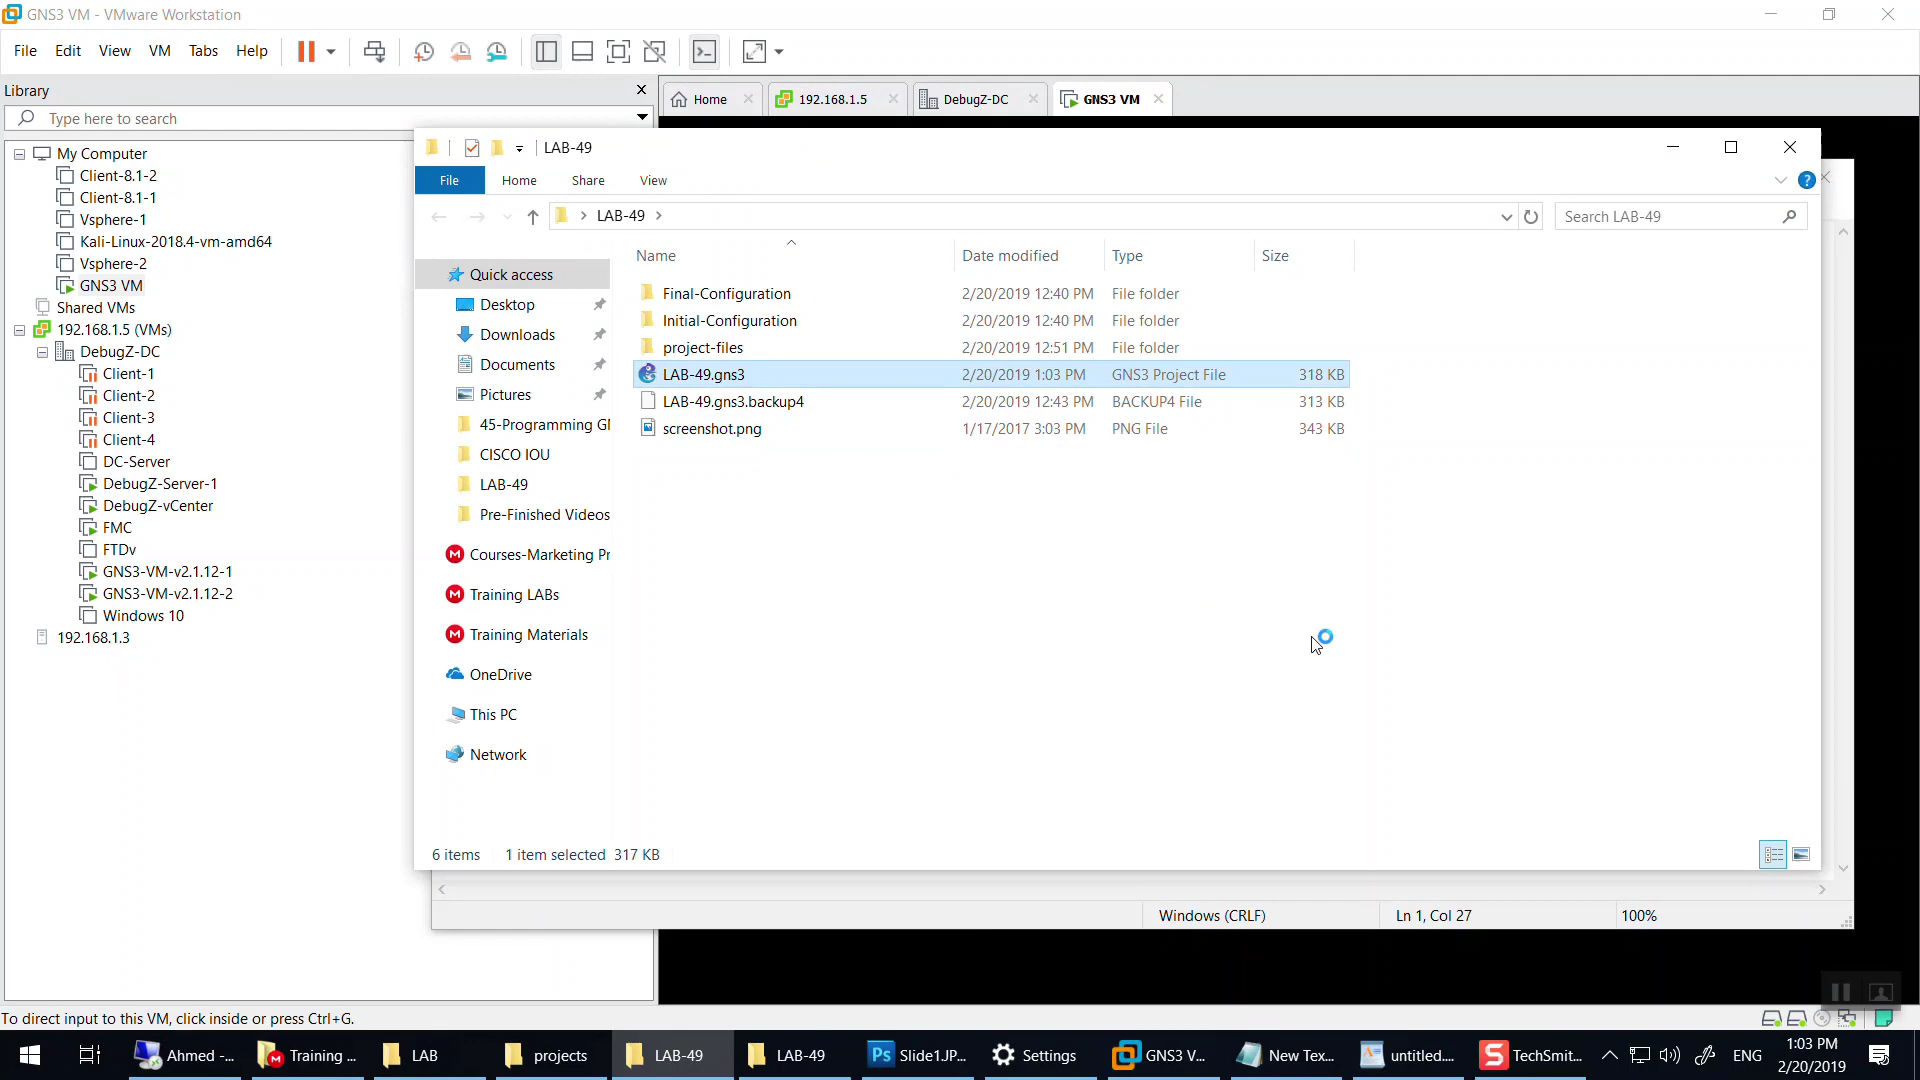 GNS3 VM - VMware Workstation
File Edit View VM Tabs Help
Library
Type here to search
Home
192.168.1.5
DebugZ-DC
GNS3 VM
My Computer
Client-8.1-2
Client-8.1-1
Vsphere-1
Kali-Linux-2018.4-vm-amd64
Vsphere-2
GNS3 VM
Shared VMs
192.168.1.5 (VMs)
DebugZ-DC
Client-1
Client-2
Client-3
Client-4
DC-Server
DebugZ-Server-1
DebugZ-vCenter
FMC
FTDv
GNS3-VM-v2.1.12-1
GNS3-VM-v2.1.12-2
Windows 10
192.168.1.3
LAB-49
File Home Share View
LAB-49
Search LAB-49
Quick access
Desktop
Downloads
Documents
Pictures
45-Programming GI
CISCO IOU
LAB-49
Pre-Finished Videos
Courses-Marketing Pr
Training LABs
Training Materials
OneDrive
This PC
Network
Name Date modified Type Size
Final-Configuration 2/20/2019 12:40 PM File folder
Initial-Configuration 2/20/2019 12:40 PM File folder
project-files 2/20/2019 12:51 PM File folder
LAB-49.gns3 2/20/2019 1:03 PM GNS3 Project File 318 KB
LAB-49.gns3.backup4 2/20/2019 12:43 PM BACKUP4 File 313 KB
screenshot.png 1/17/2017 3:03 PM PNG File 343 KB
6 items 1 item selected 317 KB
Windows (CRLF) Ln 1, Col 27 100%
To direct input to this VM, click inside or press Ctrl+G.
Ahmed -...
Training ...
LAB
projects
LAB-49
LAB-49
Ps Slide1.JP...
Settings
GNS3 V...
New Tex...
untitled....
S TechSmit...
ENG
1:03 PM
2/20/2019